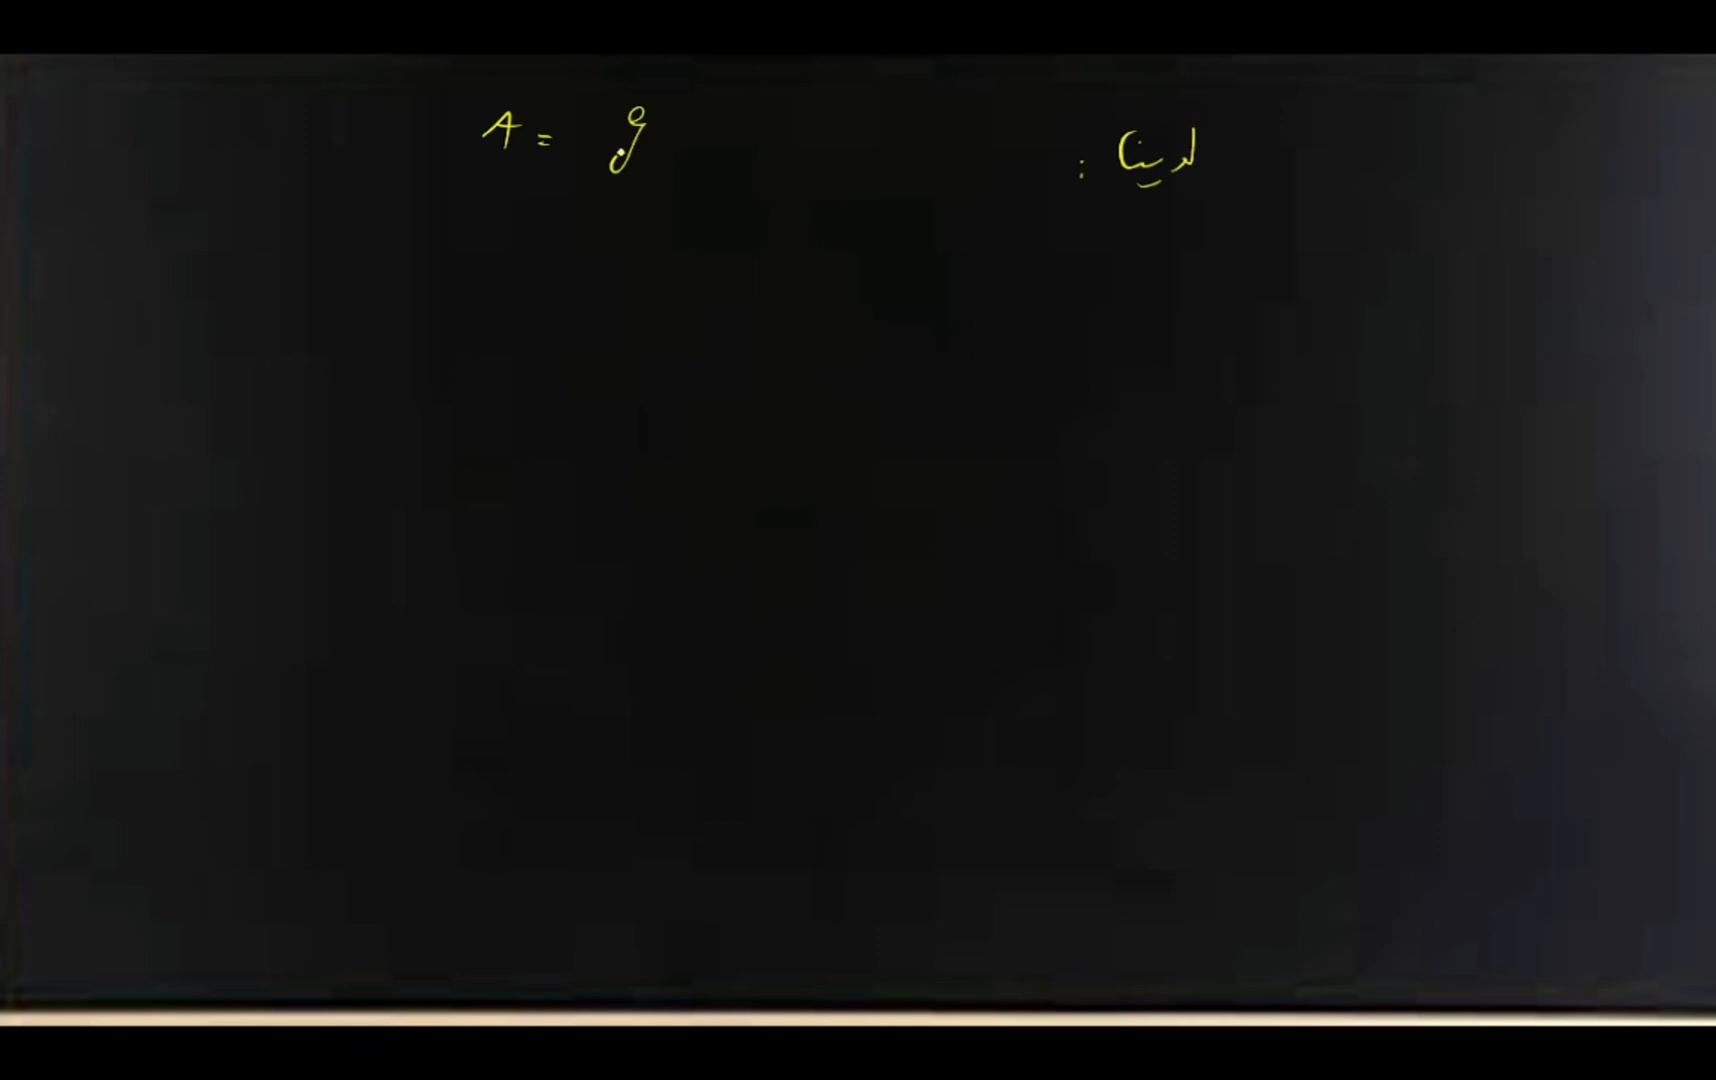 لدينا : A = g